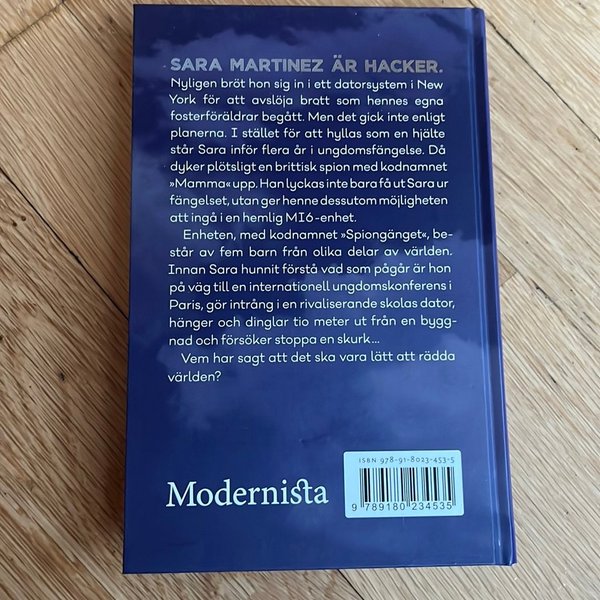 SARA MARTINEZ ÄR HACKER.
Nyligen bröt hon sig in i ett datorsystem i New
York för att avslöja bratt som hennes egna
fosterföräldrar begått. Men det gick inte enligt
planerna. I stället för att hyllas som en hjälte
står Sara inför flera år i ungdomsfängelse. Då
dyker plötsligt en brittisk spion med kodnamnet
»Mamma« upp. Han lyckas inte bara få ut Sara ur
fängelset, utan ger henne dessutom möjligheten
att ingå i en hemlig MI6-enhet.
Enheten, med kodnamnet »Spiongänget«, be-
står av fem barn från olika delar av världen.
Innan Sara hunnit förstå vad som pågår är hon
på väg till en internationell ungdomskonferens i
Paris, gör intrång i en rivaliserande skolas dator,
hänger och dinglar tio meter ut från en bygg-
nad och försöker stoppa en skurk...
Vem har sagt att det ska vara lätt att rädda
världen?
ISBN 978-91-8023-453-5
Modernista
9 789180 234535